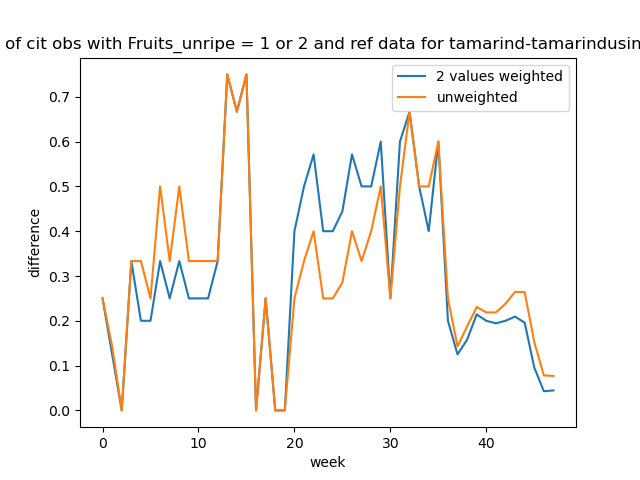 of cit obs with Fruits_unripe = 1 or 2 and ref data for tamarind-tamarindusin
2 values weighted
unweighted
difference
0.7
0.6
0.5
0.4
0.3
0.2
0.1
0.0
0 10 20 30 40
week